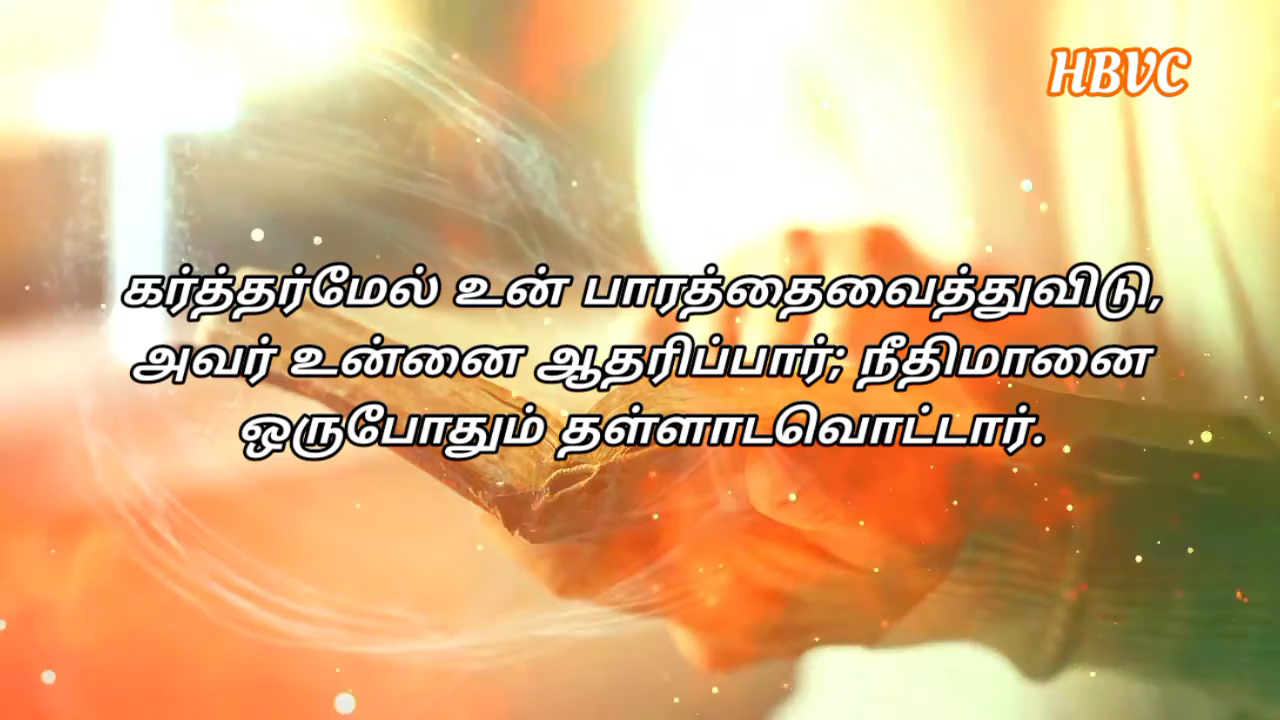 HBVC
கர்த்தர்மேல் உன் பாரத்தைவைத்துவிடு,
அவர் உன்னை ஆதரிப்பார்; நீதிமானை
ஒருபோதும் தள்ளாடவொட்டார்.